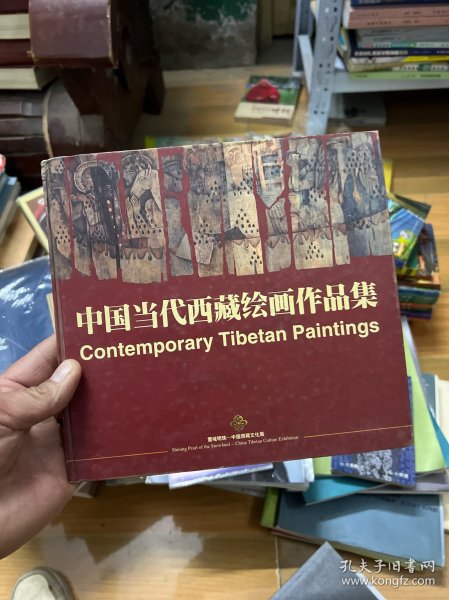 中国当代西藏绘画作品集
Contemporary Tibetan Paintings
雪域明珠—中国西藏文化展
Shining Pearl of the Snowland – China Tibetan Culture Exhibition
孔夫子旧书网
www.kongfz.com